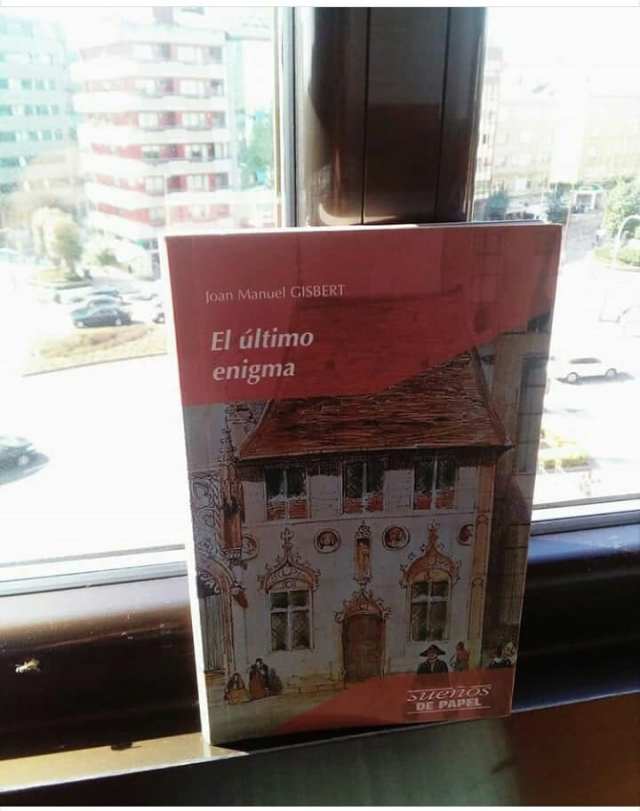 Joan Manuel GISBERT
El último
enigma
sueños
DE PAPEL